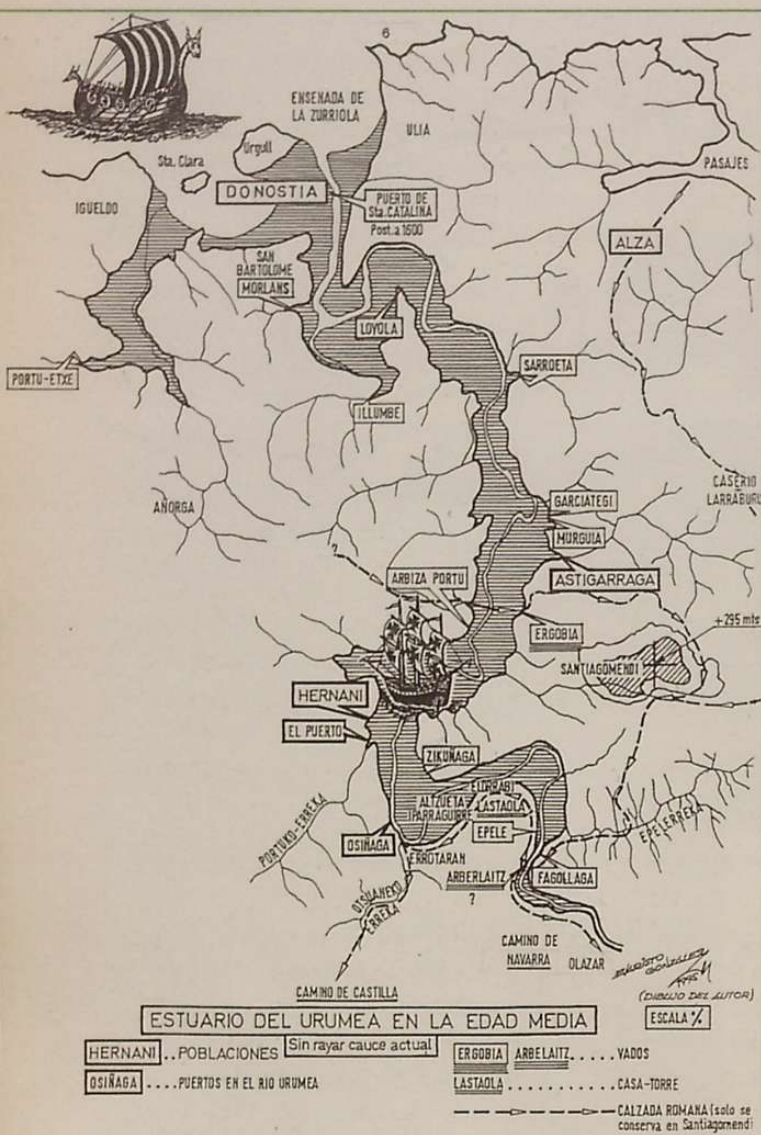 6
ENSENADA DE
LA ZURRIOLA
ULIA
Urgull
Sta. Clara
PASAJES
DONOSTIA
PUERTO DE
Sta. CATALINA
Post. a 1600
IGUELDO
ALZA
SAN
BARTOLOME
MORLANS
LOYOLA
SARROETA
PORTU-ETXE
ILLUMBE
CASERIO
LARRABURU
AÑORGA
GARCIATEGI
MURGUIA
?
ARBIZA PORTU
ASTIGARRAGA
+295 mts
ERGOBIA
SANTIAGOMENDI
HERNANI
EL PUERTO
ZIKUÑAGA
ELORRABI
ALTZUETA
IPARRAGUIRRE
LASTAOLA
EPELE
EPELERREKA
PORTUKO-ERREKA
OSIÑAGA
ERROTARAN
ARBERLAITZ
?
FAGOLLAGA
OTSUANEKO
ERREKA
CAMINO DE
NAVARRA
OLAZAR
CAMINO DE CASTILLA
(DIBUJO DEL AUTOR)
ESTUARIO DEL URUMEA EN LA EDAD MEDIA
ESCALA %
HERNANI..POBLACIONES
Sin rayar cauce actual
ERGOBIA ARBELAITZ.....VADOS
OSIÑAGA ....PUERTOS EN EL RIO URUMEA
LASTAOLA...........CASA-TORRE
CALZADA ROMANA (solo se
conserva en Santiagomendi